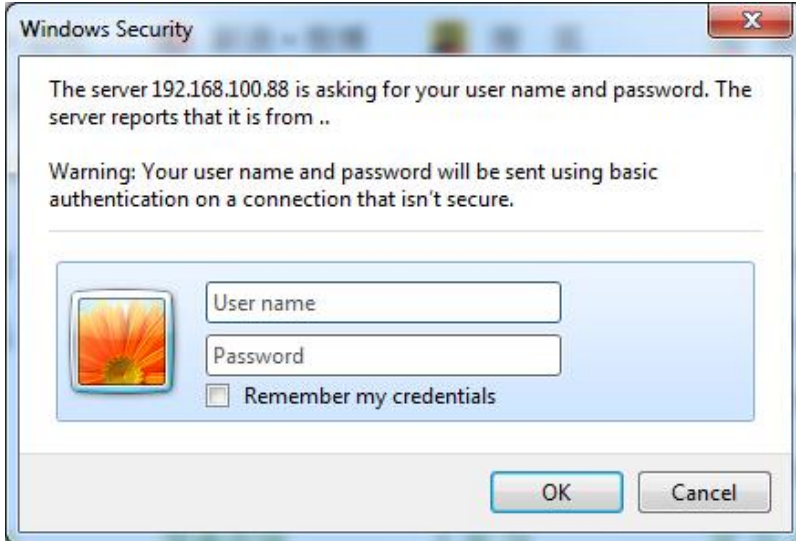 Windows Security
The server 192.168.100.88 is asking for your user name and password. The
server reports that it is from ..
Warning: Your user name and password will be sent using basic
authentication on a connection that isn't secure.
User name
Password
Remember my credentials
OK
Cancel